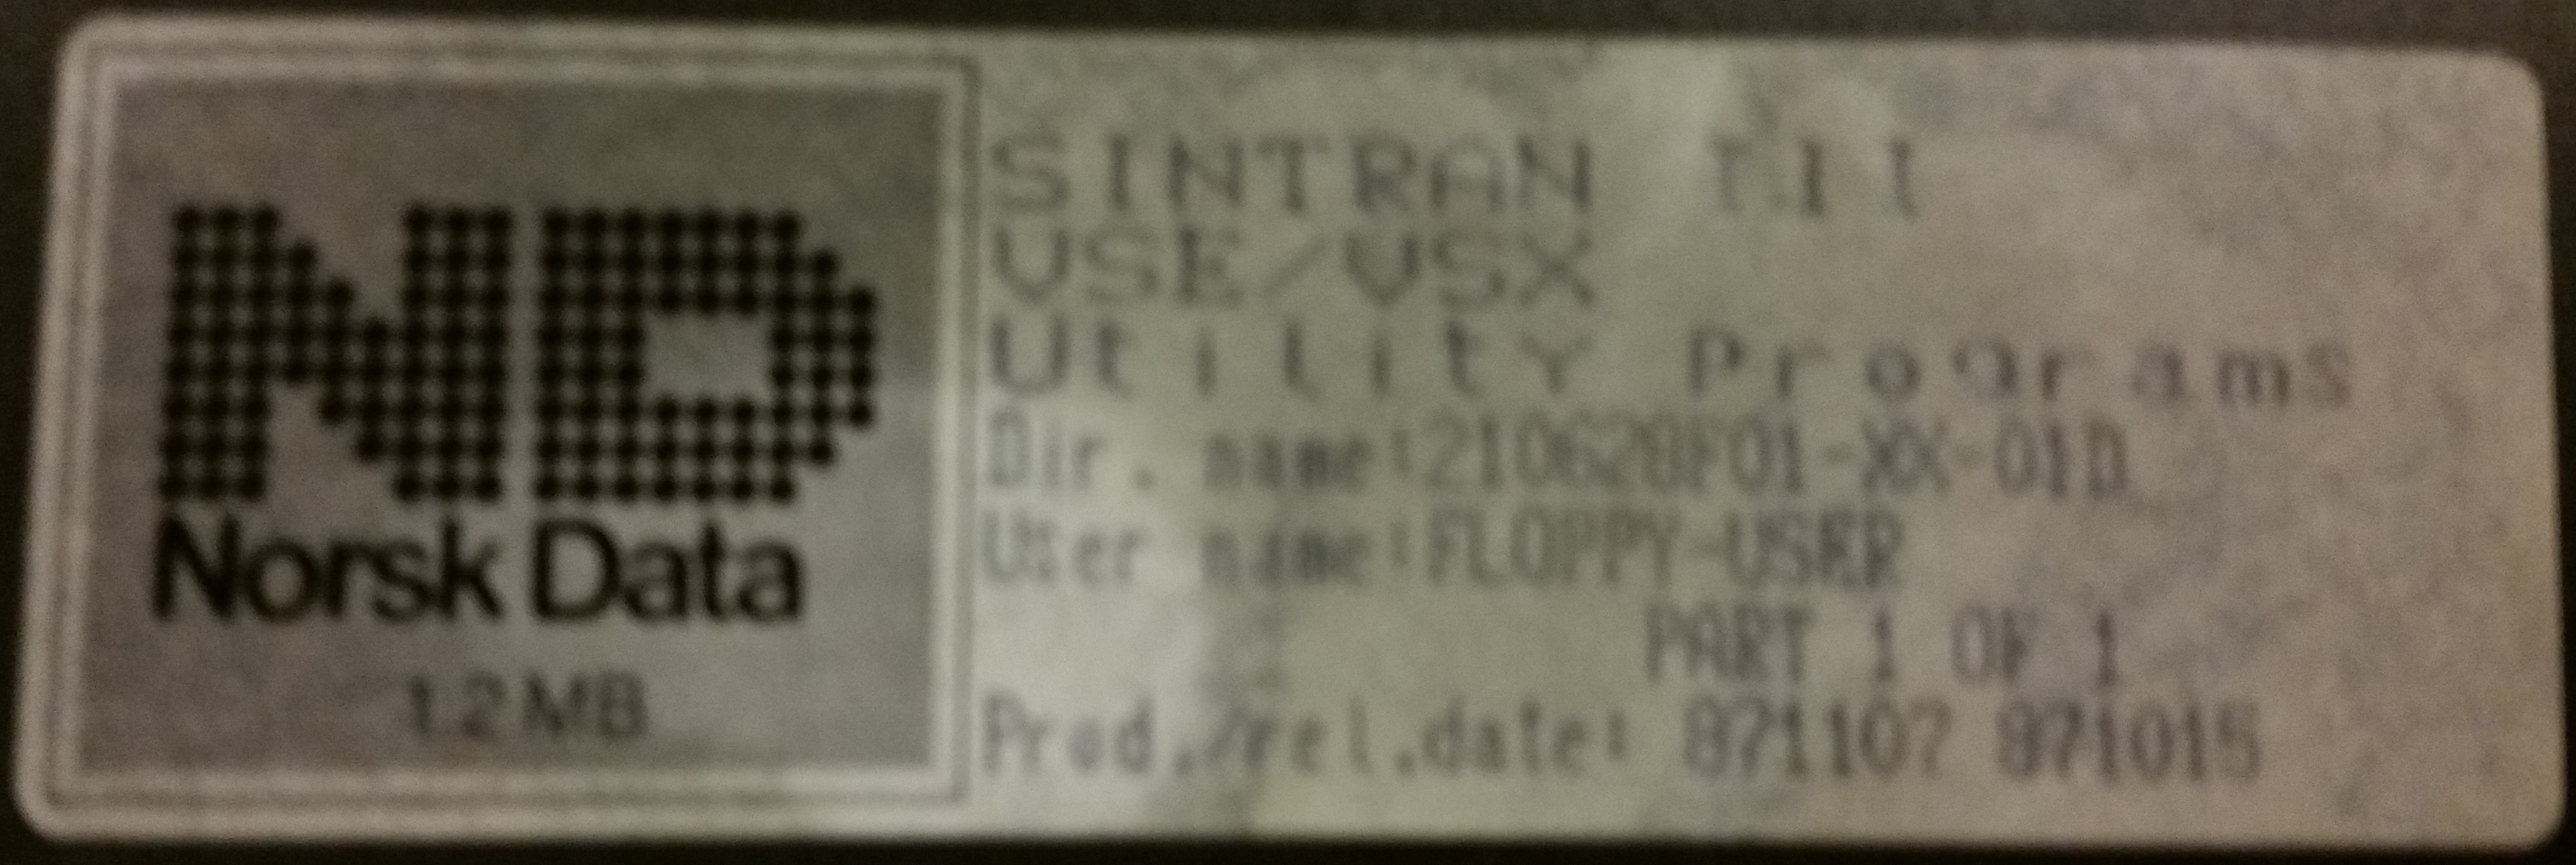 ND
Norsk Data
1.2 MB
SINTRAN III
VSE/VSX
Utility Programs
Dir. name:210628F01-XX-01D
User name:FLOPPY-USER
PART 1 OF 1
Prod./rel.date: 871107 871015